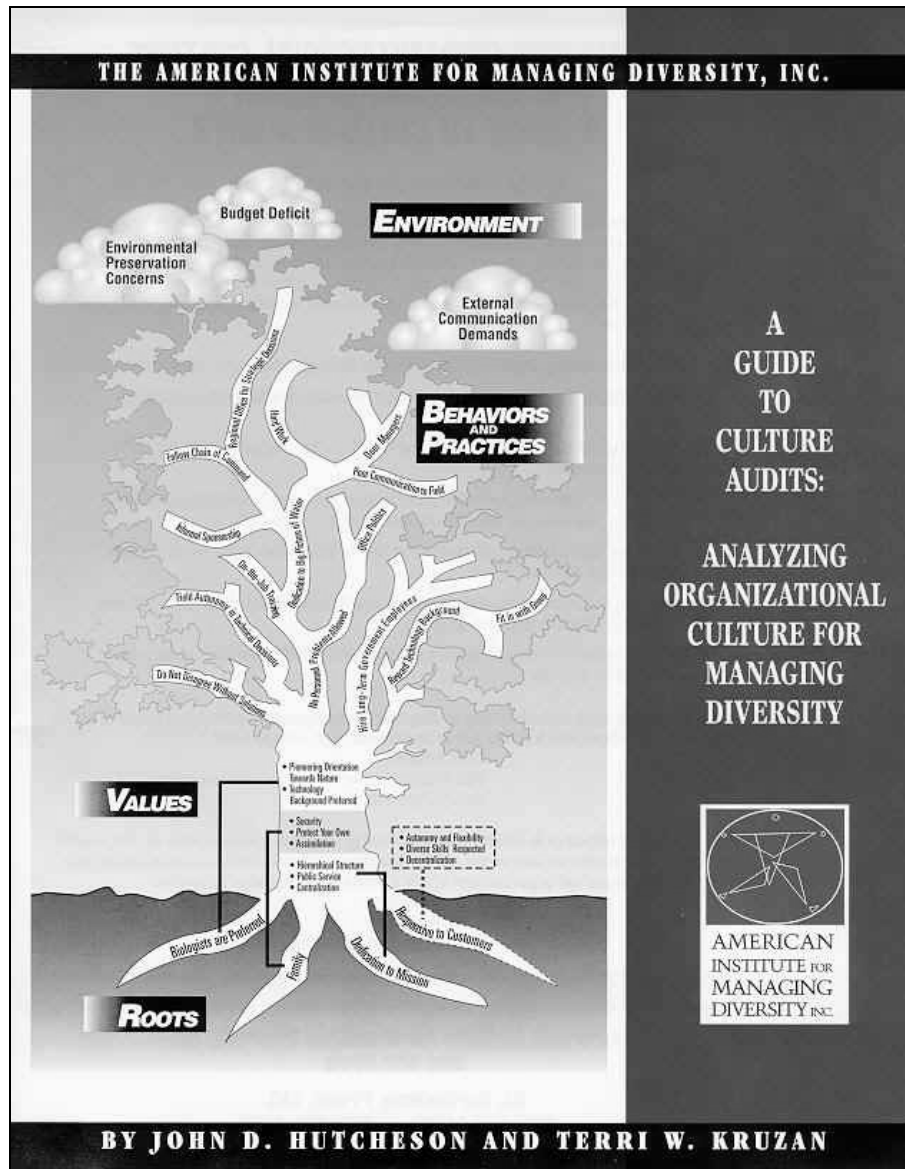 THE AMERICAN INSTITUTE FOR MANAGING DIVERSITY, INC.
Budget Deficit
ENVIRONMENT
Environmental
Preservation
Concerns
External
Communication
Demands
BEHAVIORS
AND
PRACTICES
Regional Office for Strategic Decisions
Hard Work
Door Managers
Follow Chain of Command
Poor Communication to Field
Informal Sponsorship
Dedication to Big Picture of Water
Office Politics
On-the-Job Training
Field Autonomy on Technical Decisions
No Personal Problems Allowed
Hire Long-Term Government Employees
Reward Technology Background
Fit in with Group
Do Not Disagree Without Solutions
VALUES
• Pioneering Orientation
Towards Nature
• Technology
Background Preferred
• Security
• Protect Your Own
• Assimilation
• Hierarchical Structure
• Public Service
• Centralization
• Autonomy and Flexibility
• Diverse Skills Respected
• Decentralization
Biologists are Preferred
Family
Dedication to Mission
Responsive to Customers
ROOTS
A
GUIDE
TO
CULTURE
AUDITS:
ANALYZING
ORGANIZATIONAL
CULTURE FOR
MANAGING
DIVERSITY
AMERICAN
INSTITUTE FOR
MANAGING
DIVERSITY INC.
BY JOHN D. HUTCHESON AND TERRI W. KRUZAN